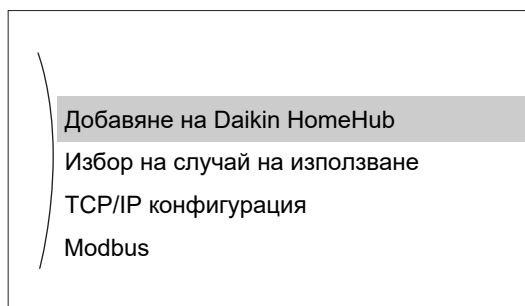 Добавяне на Daikin HomeHub
Избор на случай на използване
TCP/IP конфигурация
Modbus